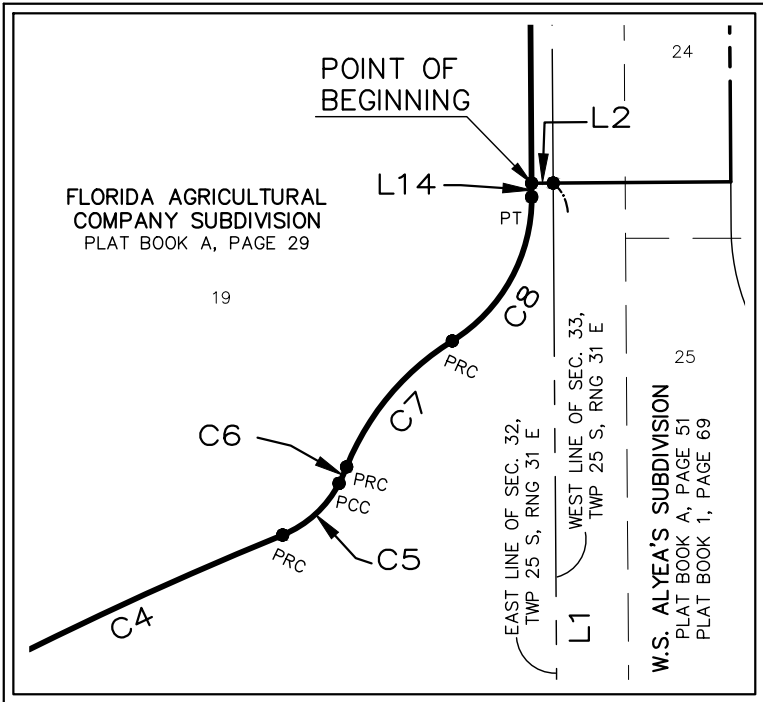 24
POINT OF
BEGINNING
L2
L14
FLORIDA AGRICULTURAL
COMPANY SUBDIVISION
PLAT BOOK A, PAGE 29
PT
19
C8
PRC
25
C7
C6
PRC
PCC
C5
PRC
C4
EAST LINE OF SEC. 32,
TWP 25 S, RNG 31 E
WEST LINE OF SEC. 33,
TWP 25 S, RNG 31 E
L1
W.S. ALYEA'S SUBDIVISION
PLAT BOOK A, PAGE 51
PLAT BOOK 1, PAGE 69